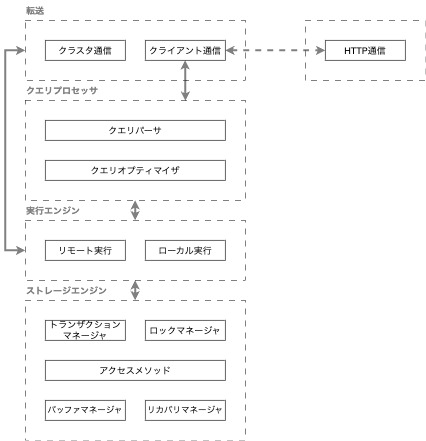 転送
クラスタ通信
クライアント通信
HTTP通信
クエリプロセッサ
クエリパーサ
クエリオプティマイザ
実行エンジン
リモート実行
ローカル実行
ストレージエンジン
トランザクション
マネージャ
ロックマネージャ
アクセスメソッド
バッファマネージャ
リカバリマネージャ